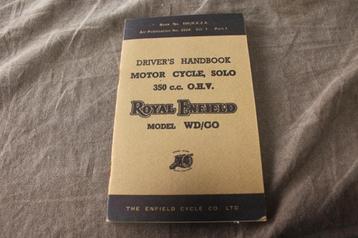 DRIVER'S HANDBOOK
MOTOR CYCLE, SOLO
350 c.c. O.H.V.
ROYAL ENFIELD
MODEL WD/CO
THE ENFIELD CYCLE CO. LTD